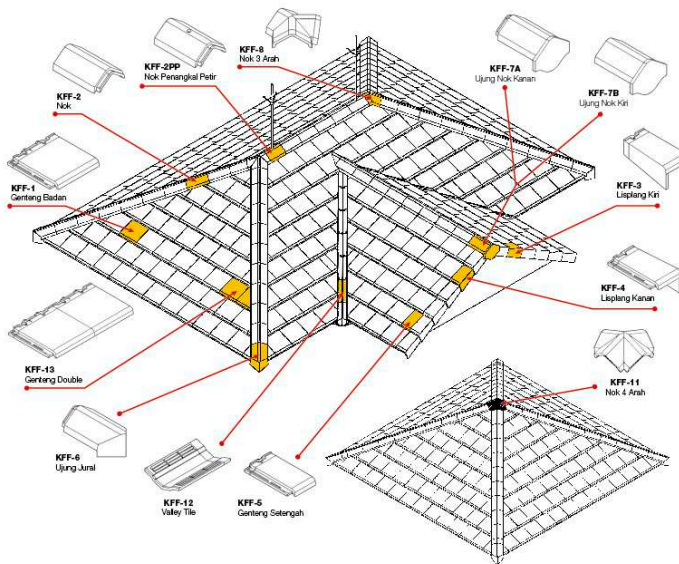 KFF-8
Nok 3 Arah
KFF-2PP
Nok Penangkal Petir
KFF-7A
Ujung Nok Kanan
KFF-7B
Ujung Nok Kiri
KFF-2
Nok
KFF-1
Genteng Badan
KFF-3
Lisplang Kiri
KFF-4
Lisplang Kanan
KFF-13
Genteng Double
KFF-11
Nok 4 Arah
KFF-6
Ujung Jurai
KFF-12
Valley Tile
KFF-5
Genteng Setengah